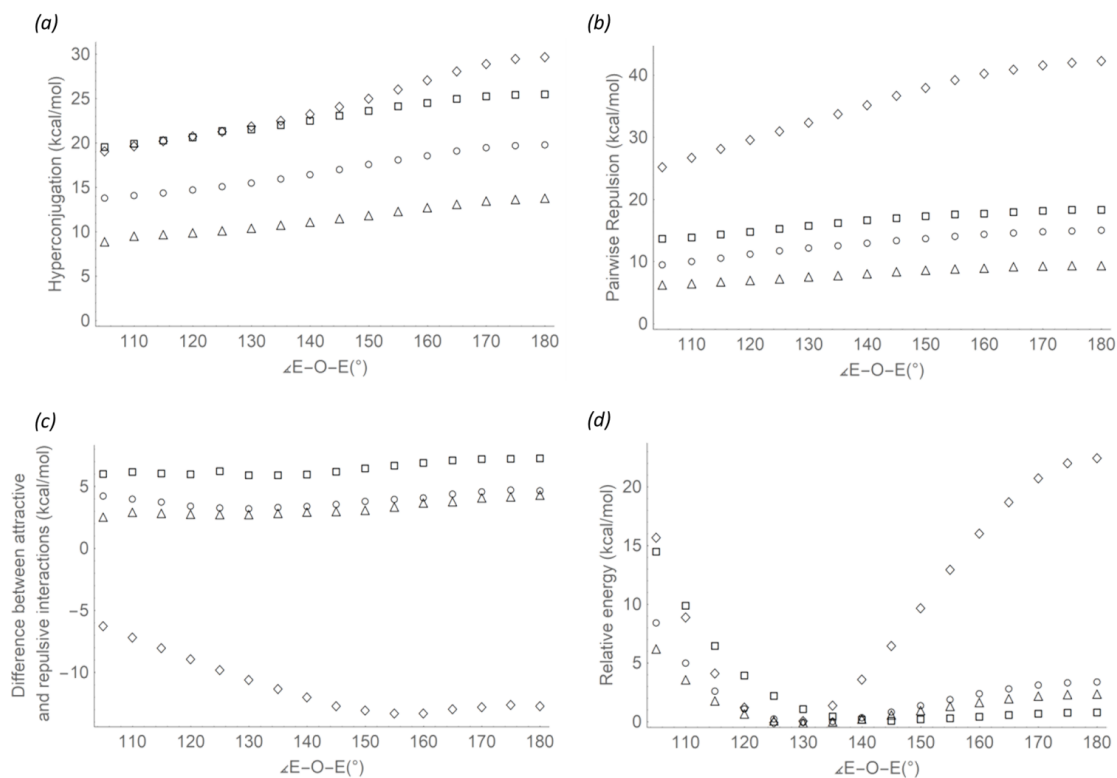 (a)
(b)
Hyperconjugation (kcal/mol)
30
25
20
15
10
5
0
110 120 130 140 150 160 170 180
∡E−O−E(°)
Pairwise Repulsion (kcal/mol)
40
30
20
10
0
110 120 130 140 150 160 170 180
∡E−O−E(°)
(c)
(d)
Difference between attractive
and repulsive interactions (kcal/mol)
5
0
−5
−10
110 120 130 140 150 160 170 180
∡E−O−E(°)
Relative energy (kcal/mol)
20
15
10
5
0
110 120 130 140 150 160 170 180
∡E−O−E(°)